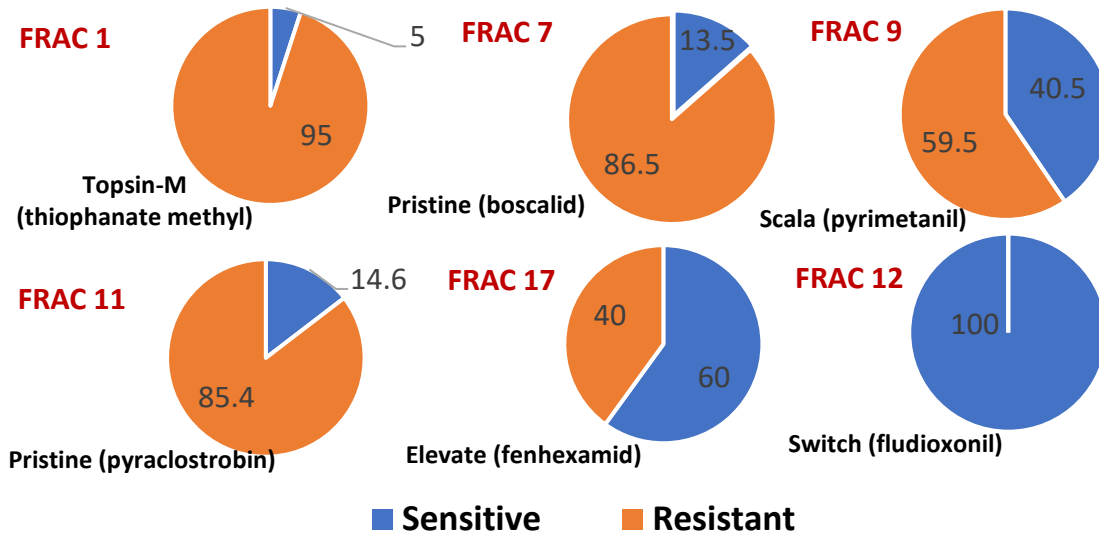 FRAC 1
5
95
Topsin-M
(thiophanate methyl)
FRAC 7
13.5
86.5
Pristine (boscalid)
FRAC 9
40.5
59.5
Scala (pyrimetanil)
FRAC 11
14.6
85.4
Pristine (pyraclostrobin)
FRAC 17
40
60
Elevate (fenhexamid)
FRAC 12
100
Switch (fludioxonil)
Sensitive
Resistant